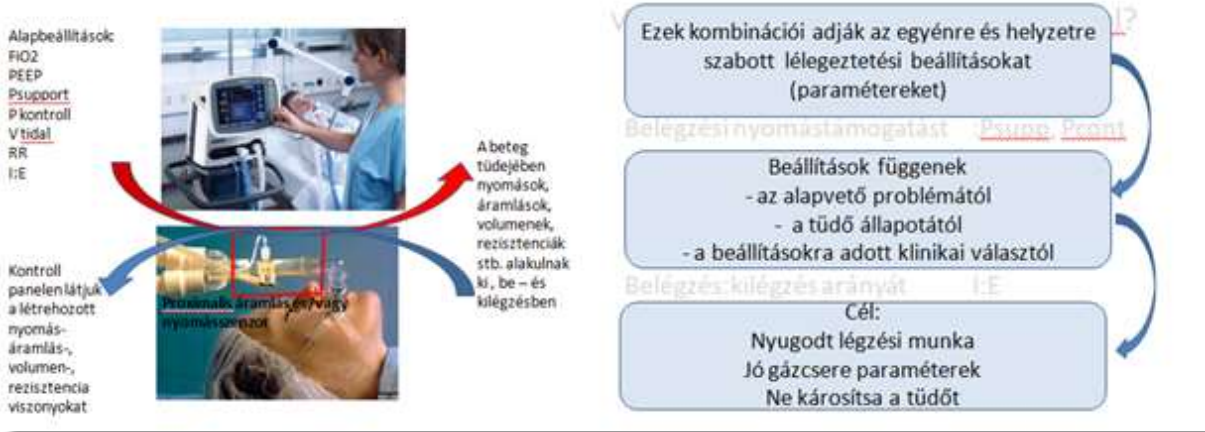 Alapbeállítások:
FiO2
PEEP
Psupport
P kontroll
V tidal
RR
I:E
A beteg
tüdejében
nyomások,
áramlások,
volumenek,
rezisztenciák
stb. alakulnak
ki, be – és
kilégzésben
Kontroll
panelen látjuk
a létrehozott
nyomás-
áramlás-,
volumen-,
rezisztencia
viszonyokat
Proximalis áramlás és/vagy
nyomásszenzor
Ezek kombinációi adják az egyénre és helyzetre
szabott lélegeztetési beállításokat
(paramétereket)
Belégzési nyomástámogatást :Psupp, Pcont
Beállítások függenek
- az alapvető problémától
- a tüdő állapotától
- a beállításokra adott klinikai választól
Belégzés:kilégzés arányát I:E
Cél:
Nyugodt légzési munka
Jó gázcsere paraméterek
Ne károsítsa a tüdőt